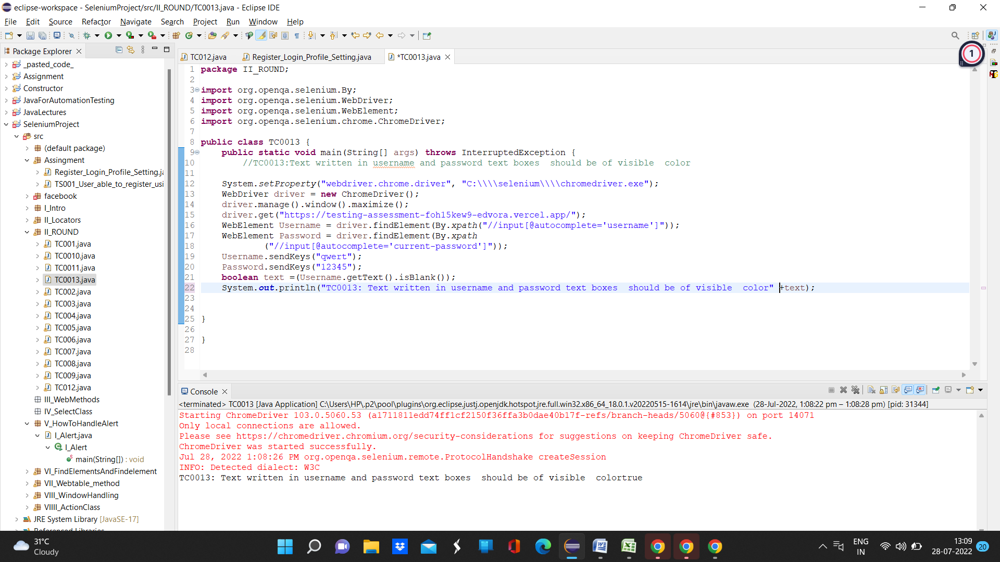 eclipse-workspace - SeleniumProject/src/II_ROUND/TC0013.java - Eclipse IDE
File Edit Source Refactor Navigate Search Project Run Window Help
Package Explorer
_pasted_code_
Assignment
Constructor
JavaForAutomationTesting
JavaLectures
SeleniumProject
src
(default package)
Assingment
Register_Login_Profile_Setting.ja
TS001_User_able_to_register_usi
facebook
I_Intro
II_Locators
II_ROUND
TC001.java
TC0010.java
TC0011.java
TC0013.java
TC002.java
TC003.java
TC004.java
TC005.java
TC006.java
TC007.java
TC008.java
TC009.java
TC012.java
III_WebMethods
IV_SelectClass
V_HowToHandleAlert
I_Alert.java
I_Alert
main(String[]) : void
VI_FindElementsAndFindelement
VII_Webtable_method
VIII_WindowHandling
VIIII_ActionClass
JRE System Library [JavaSE-17]
Referenced Libraries
TC012.java Register_Login_Profile_Setting.java *TC0013.java
1
1 package II_ROUND;
2
3 import org.openqa.selenium.By;
4 import org.openqa.selenium.WebDriver;
5 import org.openqa.selenium.WebElement;
6 import org.openqa.selenium.chrome.ChromeDriver;
7
8 public class TC0013 {
9 public static void main(String[] args) throws InterruptedException {
10 //TC0013:Text written in username and password text boxes  should be of visible  color
11
12 System.setProperty("webdriver.chrome.driver", "C:\\\\selenium\\\\chromedriver.exe");
13 WebDriver driver = new ChromeDriver();
14 driver.manage().window().maximize();
15 driver.get("https://testing-assessment-foh15kew9-edvora.vercel.app/");
16 WebElement Username = driver.findElement(By.xpath("//input[@autocomplete='username']"));
17 WebElement Password = driver.findElement(By.xpath
18 ("//input[@autocomplete='current-password']"));
19 Username.sendKeys("qwert");
20 Password.sendKeys("12345");
21 boolean text =(Username.getText().isBlank());
22 System.out.println("TC0013: Text written in username and password text boxes  should be of visible  color" +text);
23
24
25 }
26
27 }
28
Console
<terminated> TC0013 [Java Application] C:\Users\HP\.p2\pool\plugins\org.eclipse.justj.openjdk.hotspot.jre.full.win32.x86_64_18.0.1.v20220515-1614\jre\bin\javaw.exe (28-Jul-2022, 1:08:22 pm – 1:08:28 pm) [pid: 31344]
Starting ChromeDriver 103.0.5060.53 (a1711811edd74ff1cf2150f36ffa3b0dae40b17f-refs/branch-heads/5060@{#853}) on port 14071
Only local connections are allowed.
Please see https://chromedriver.chromium.org/security-considerations for suggestions on keeping ChromeDriver safe.
ChromeDriver was started successfully.
Jul 28, 2022 1:08:26 PM org.openqa.selenium.remote.ProtocolHandshake createSession
INFO: Detected dialect: W3C
TC0013: Text written in username and password text boxes  should be of visible  colortrue
31°C
Cloudy
ENG
IN
13:09
28-07-2022
20